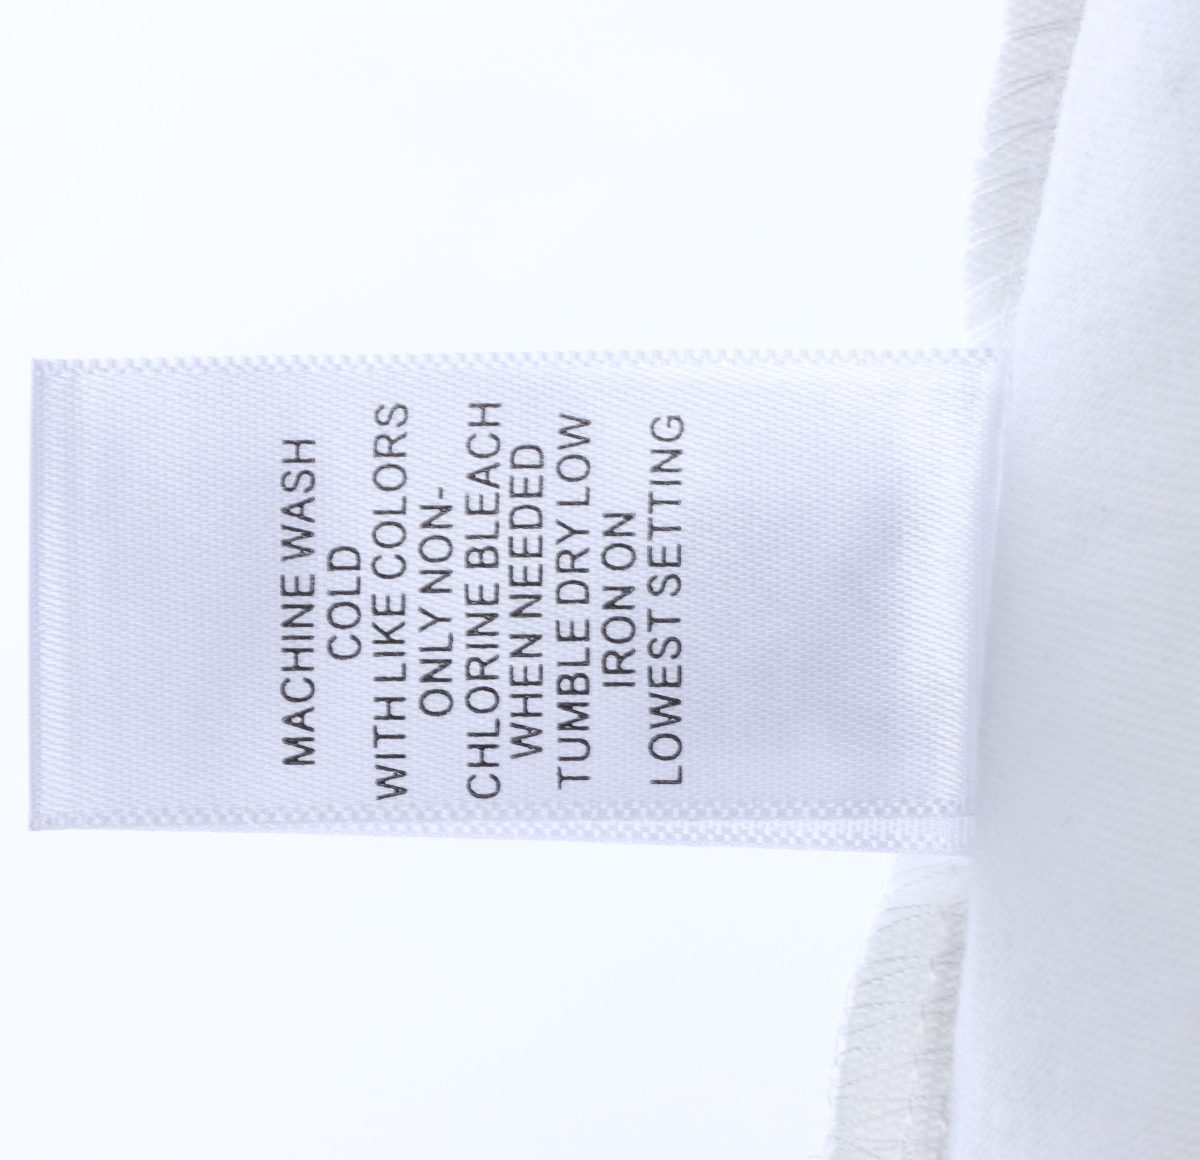 MACHINE WASH
COLD
WITH LIKE COLORS
ONLY NON-
CHLORINE BLEACH
WHEN NEEDED
TUMBLE DRY LOW
IRON ON
LOWEST SETTING